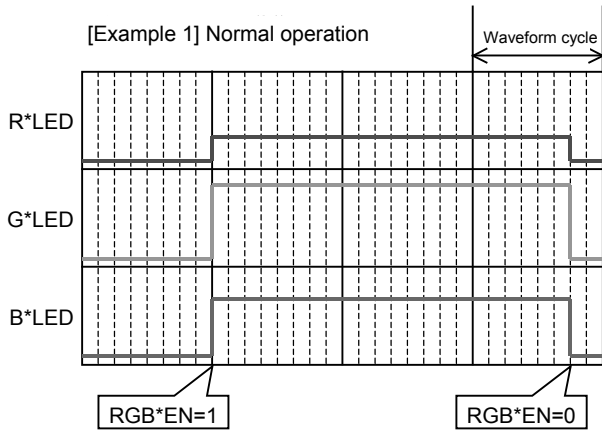 [Example 1] Normal operation
Waveform cycle
R*LED
G*LED
B*LED
RGB*EN=1
RGB*EN=0